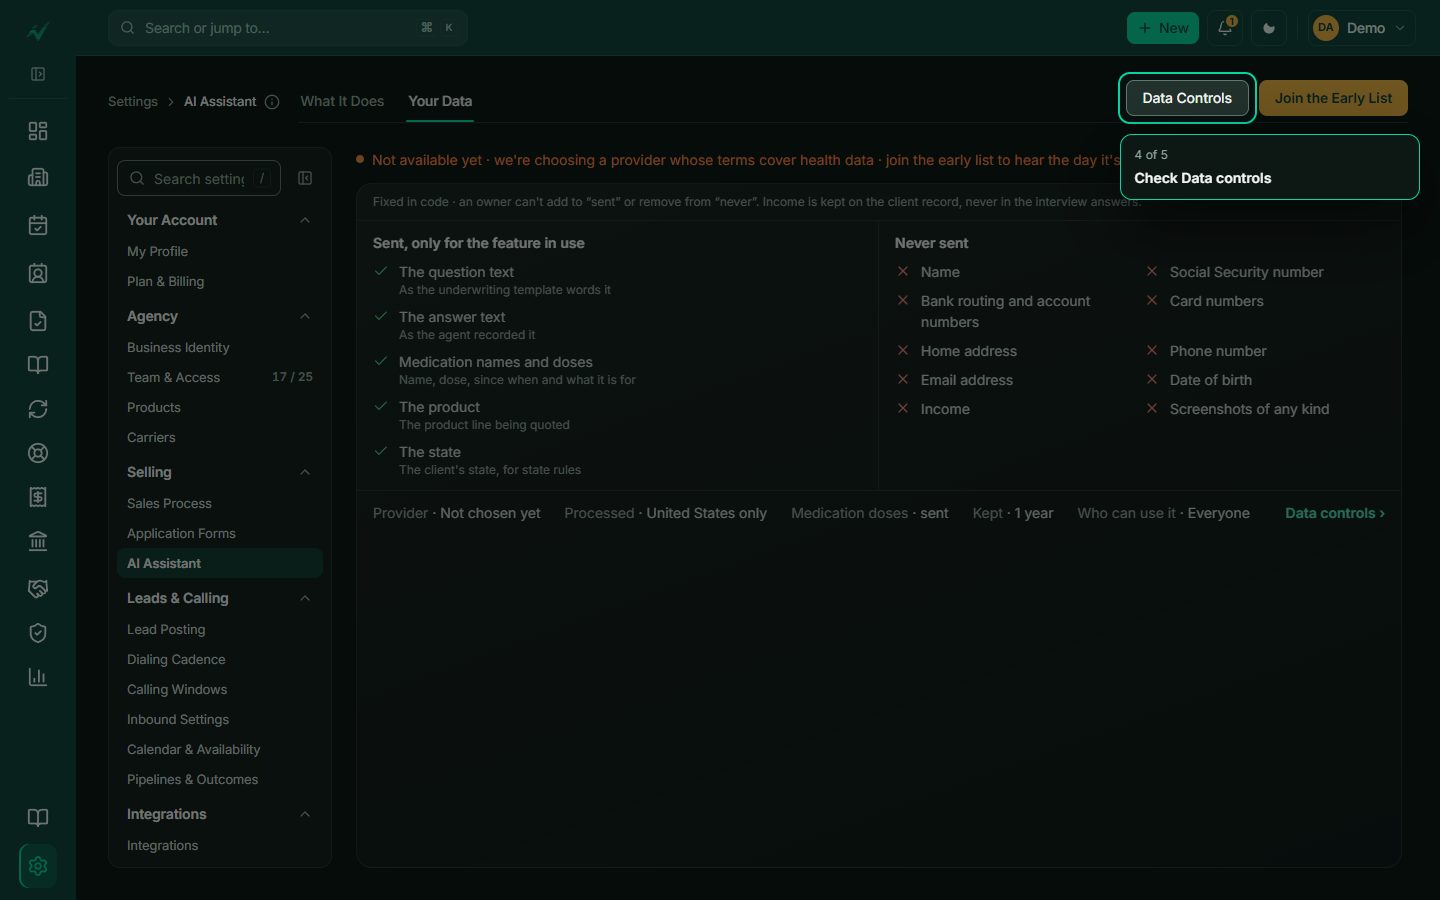 Search or jump to...
⌘ K
New
1
DA
Demo
Settings > AI Assistant
What It Does
Your Data
Data Controls
Join the Early List
4 of 5
Check Data controls
Search settin
/
Your Account
My Profile
Plan & Billing
Agency
Business Identity
Team & Access 17 / 25
Products
Carriers
Selling
Sales Process
Application Forms
AI Assistant
Leads & Calling
Lead Posting
Dialing Cadence
Calling Windows
Inbound Settings
Calendar & Availability
Pipelines & Outcomes
Integrations
Integrations
Not available yet · we're choosing a provider whose terms cover health data · join the early list to hear the day it's
Fixed in code · an owner can't add to “sent” or remove from “never”. Income is kept on the client record, never in the interview answers.
Sent, only for the feature in use
The question text
As the underwriting template words it
The answer text
As the agent recorded it
Medication names and doses
Name, dose, since when and what it is for
The product
The product line being quoted
The state
The client's state, for state rules
Never sent
Name
Social Security number
Bank routing and account
numbers
Card numbers
Home address
Phone number
Email address
Date of birth
Income
Screenshots of any kind
Provider · Not chosen yet
Processed · United States only
Medication doses · sent
Kept · 1 year
Who can use it · Everyone
Data controls ›